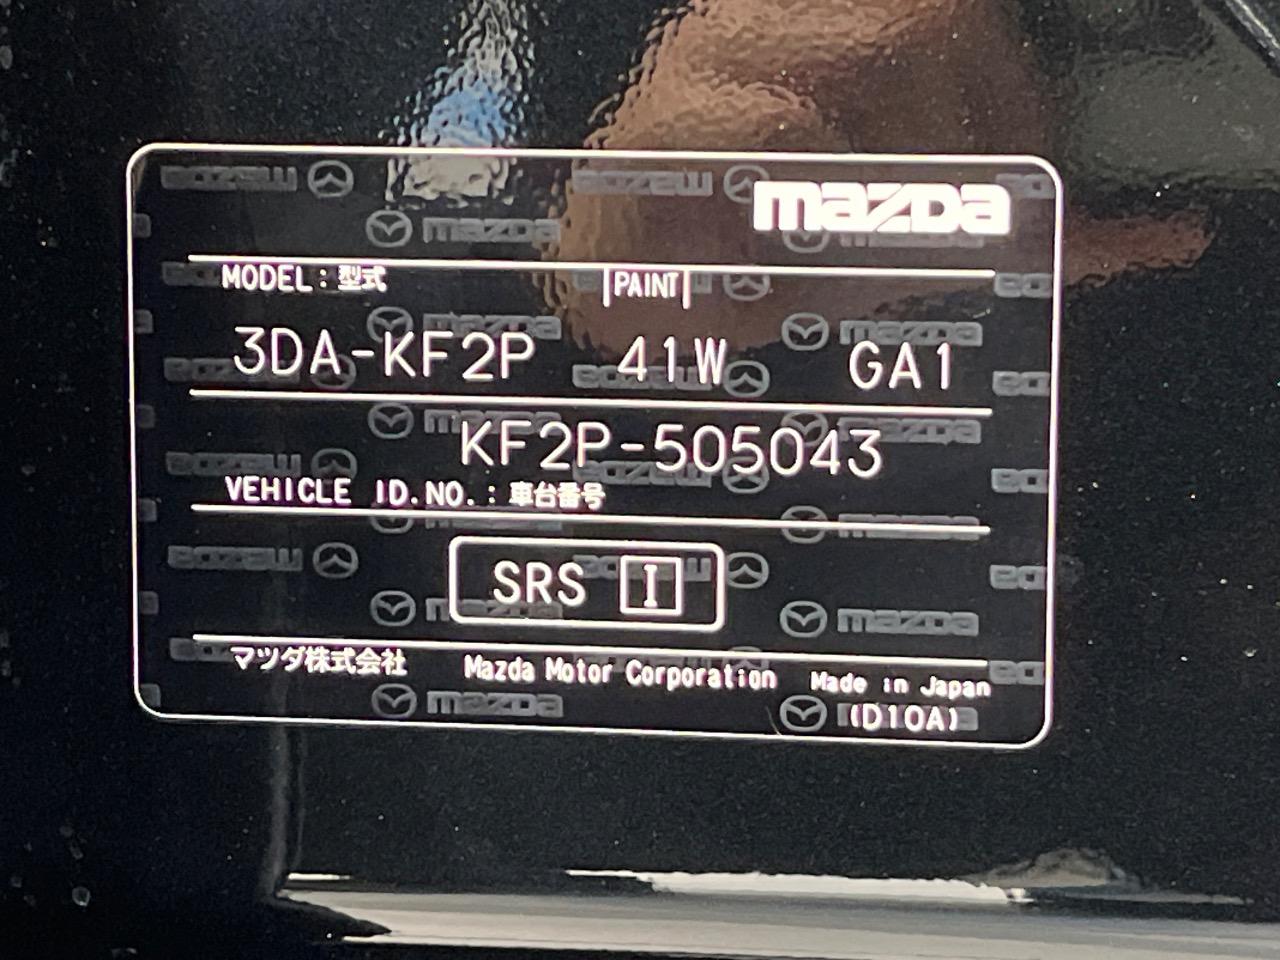 mazda
MODEL : 型式 PAINT
3DA-KF2P 41W GA1
KF2P-505043
VEHICLE ID.NO. : 車台番号
SRS I
マツダ株式会社 Mazda Motor Corporation Made in Japan
(D10A)